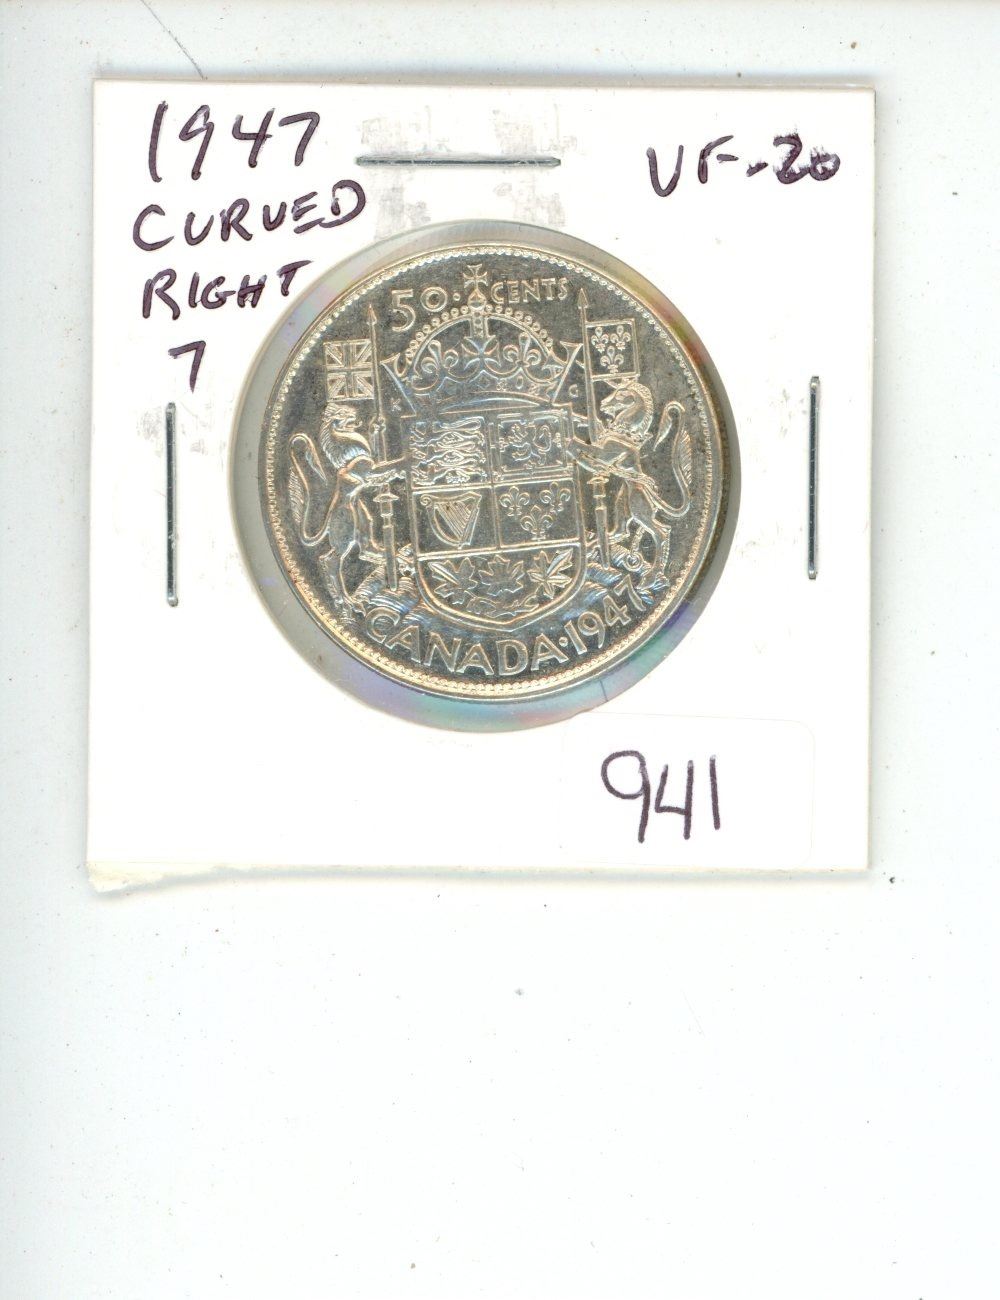 1947
CURVED
RIGHT
7
VF-20
50 CENTS
K G
CANADA·1947
941